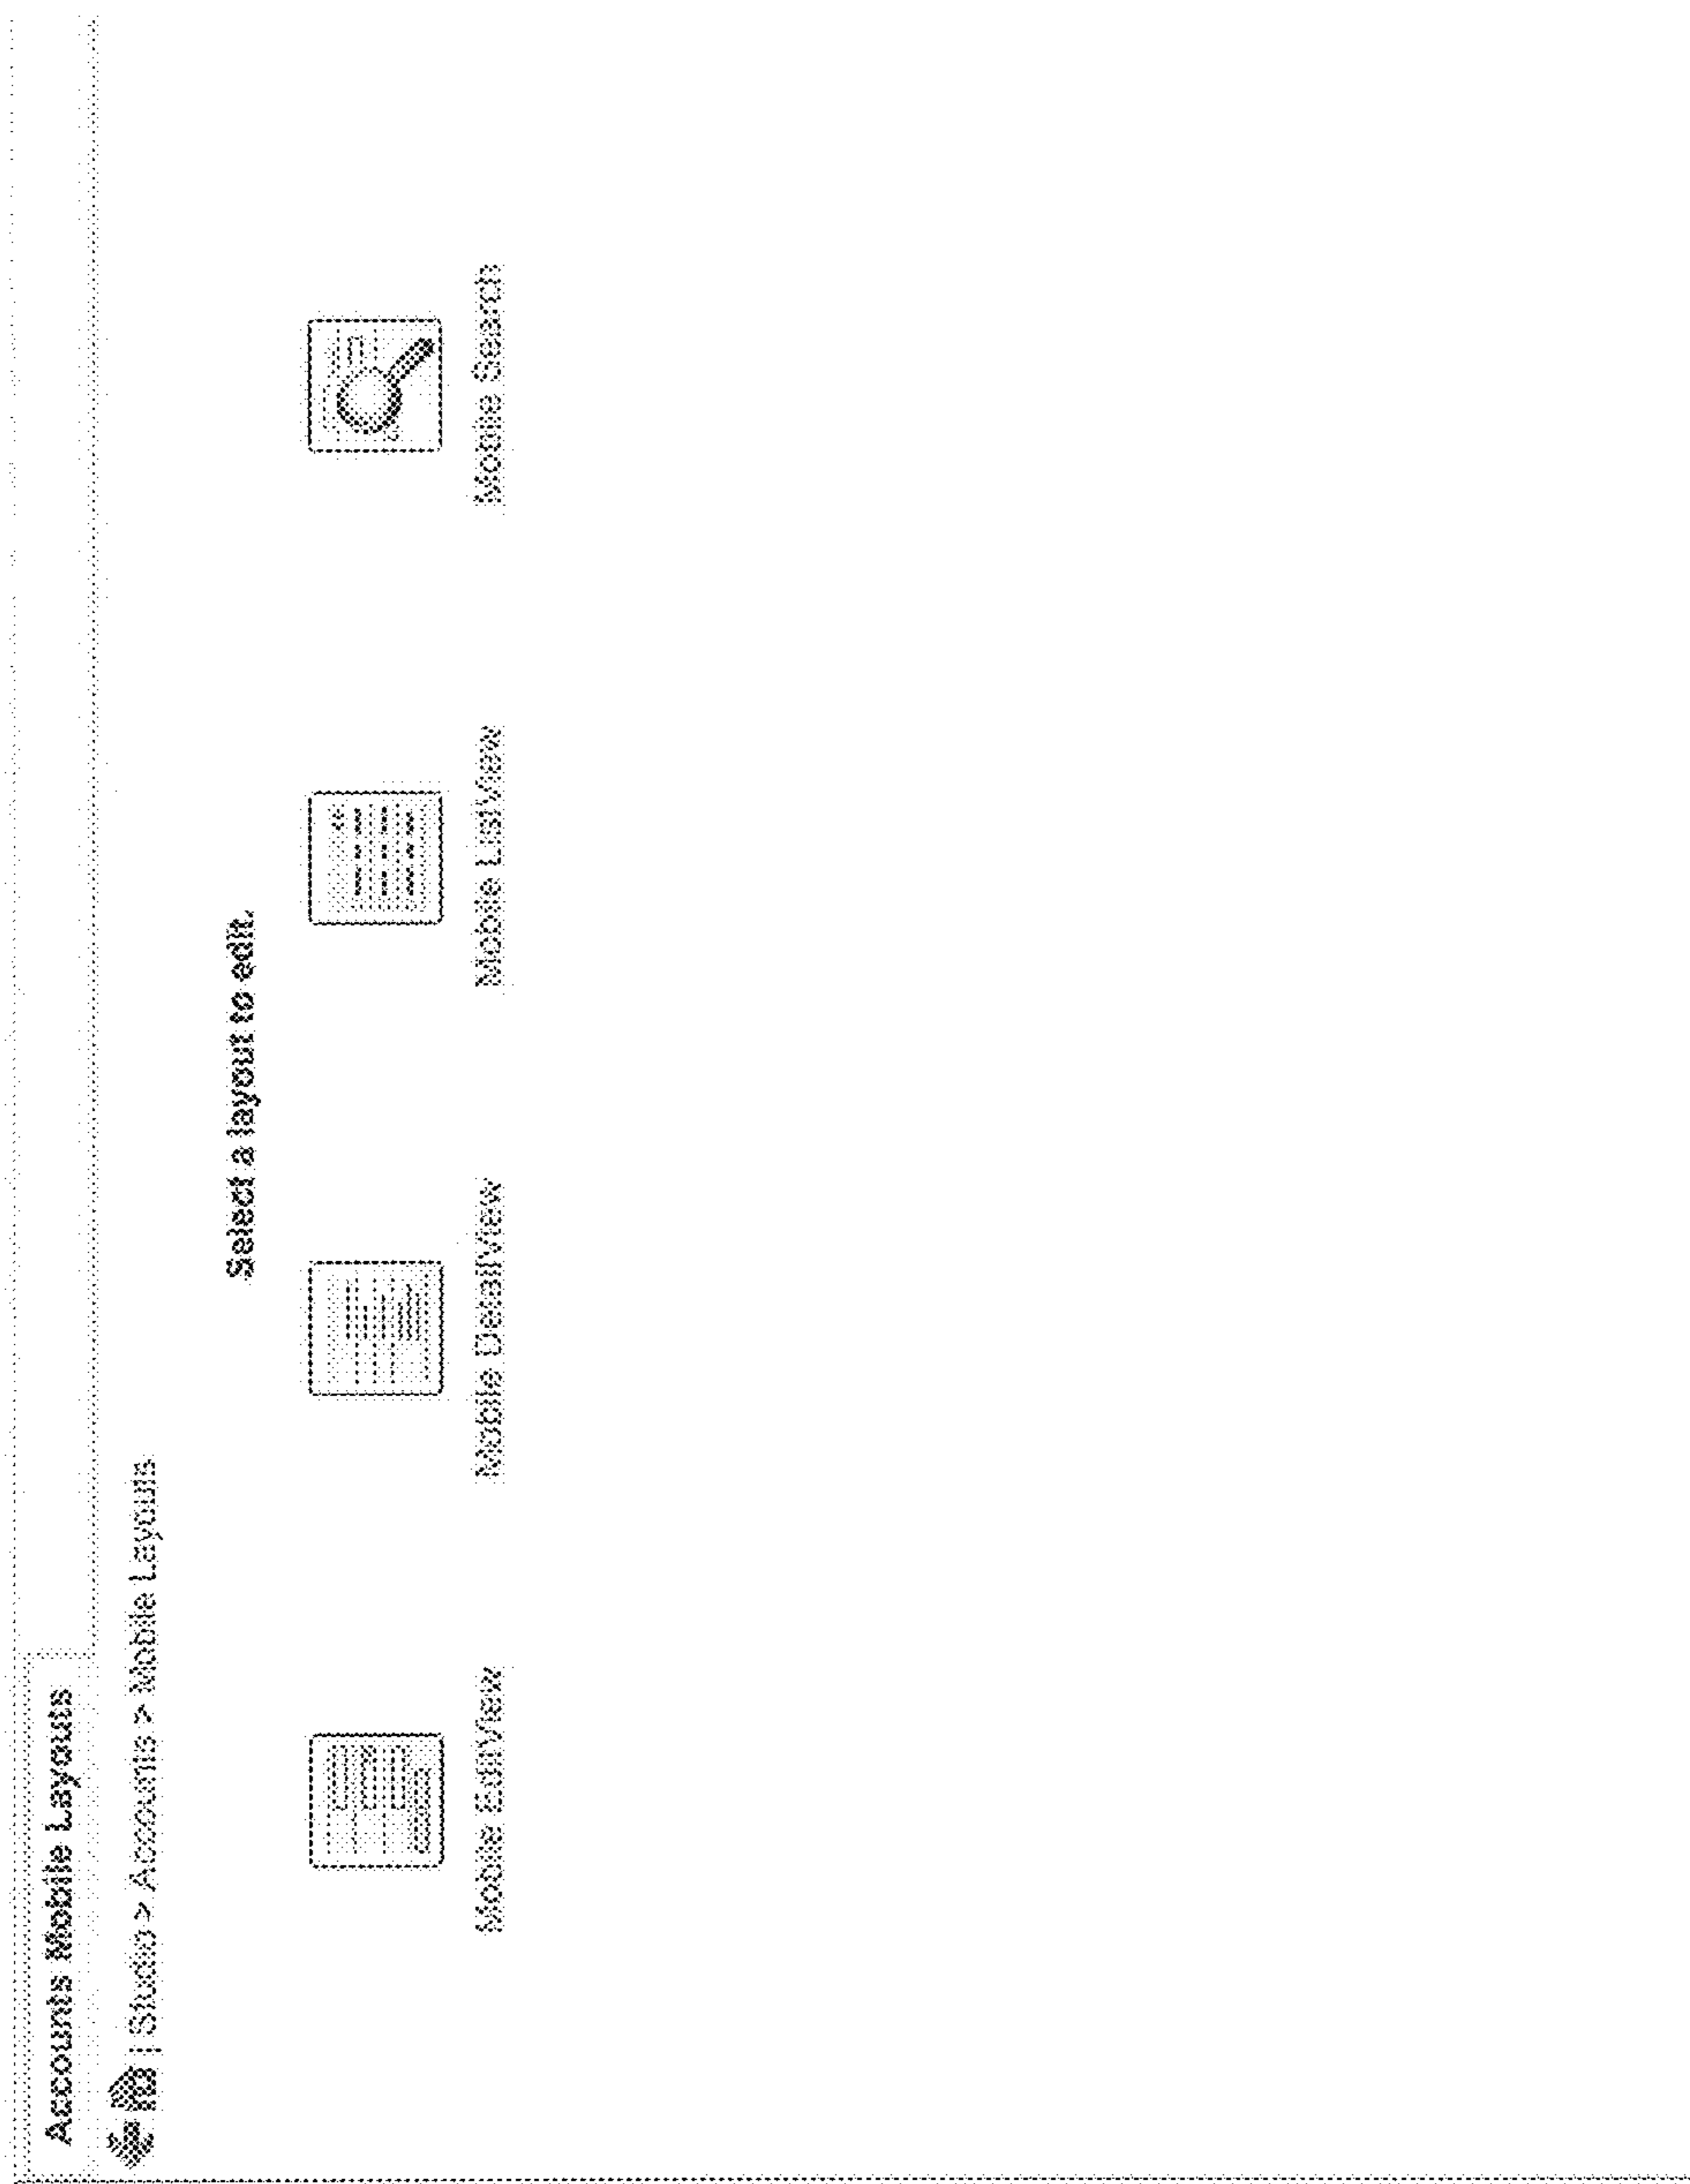 Accounts Mobile Layouts
| Studio > Accounts > Mobile Layouts
Select a layout to edit.
Mobile EditView
Mobile DetailView
Mobile ListView
Mobile Search